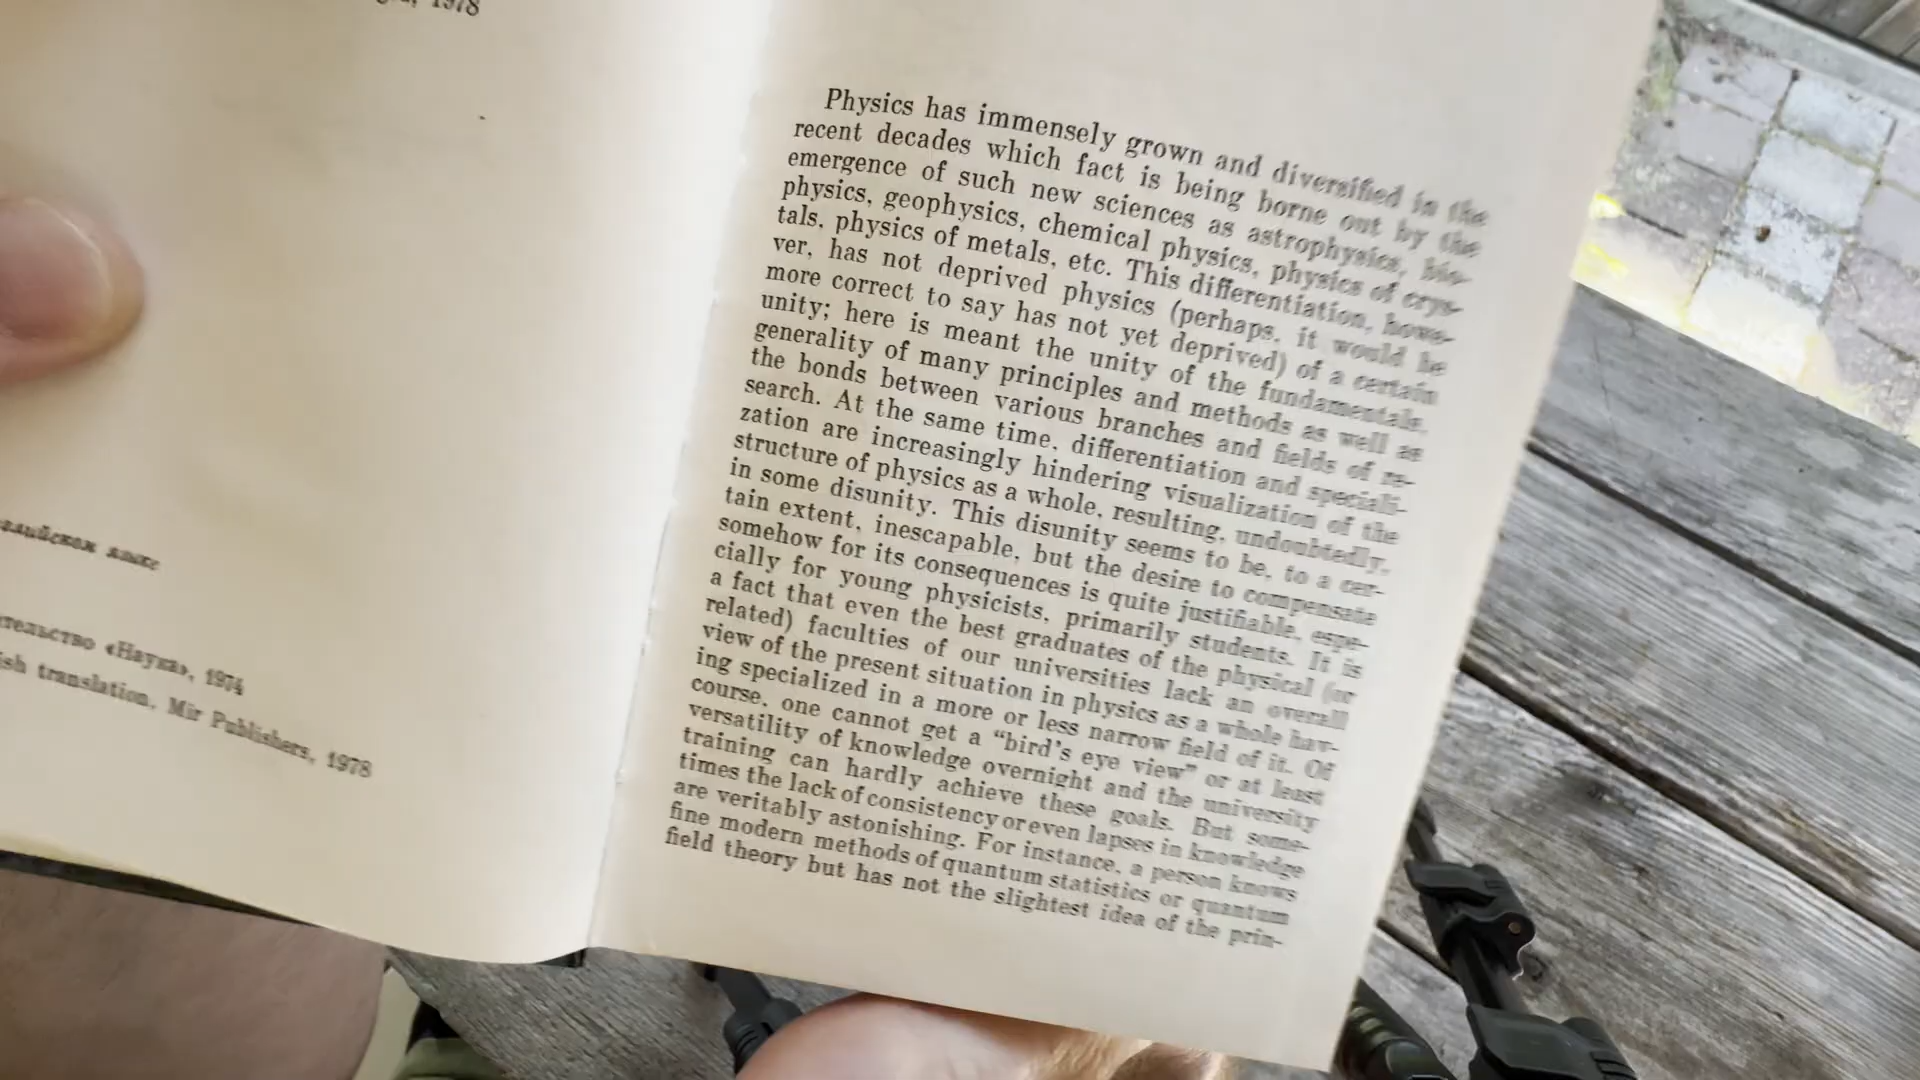 1978
английском языке
«Наука», 1974
translation, Mir Publishers, 1978
Physics has immensely grown and diversified in the
recent decades which fact is being borne out by the
emergence of such new sciences as astrophysics, bio-
physics, geophysics, chemical physics, physics of crys-
tals, physics of metals, etc. This differentiation, howe-
ver, has not deprived physics (perhaps, it would be
more correct to say has not yet deprived) of a certain
unity; here is meant the unity of the fundamentals,
generality of many principles and methods as well as
the bonds between various branches and fields of re-
search. At the same time, differentiation and speciali-
zation are increasingly hindering visualization of the
structure of physics as a whole, resulting, undoubtedly,
in some disunity. This disunity seems to be, to a cer-
tain extent, inescapable, but the desire to compensate
somehow for its consequences is quite justifiable, espe-
cially for young physicists, primarily students. It is
a fact that even the best graduates of the physical (or
related) faculties of our universities lack an overall
view of the present situation in physics as a whole hav-
ing specialized in a more or less narrow field of it. Of
course, one cannot get a “bird's eye view” or at least
versatility of knowledge overnight and the university
training can hardly achieve these goals. But some-
times the lack of consistency or even lapses in knowledge
are veritably astonishing. For instance, a person knows
fine modern methods of quantum statistics or quantum
field theory but has not the slightest idea of the prin-